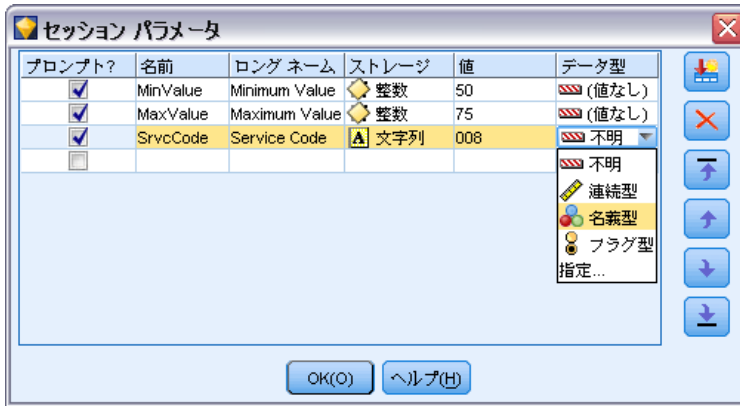 セッション パラメータ
プロンプト? 名前 ロング ネーム ストレージ 値 データ型
MinValue Minimum Value 整数 50 (値なし)
MaxValue Maximum Value 整数 75 (値なし)
SrvcCode Service Code A 文字列 008 不明
不明
連続型
名義型
フラグ型
指定...
OK(O) ヘルプ(H)